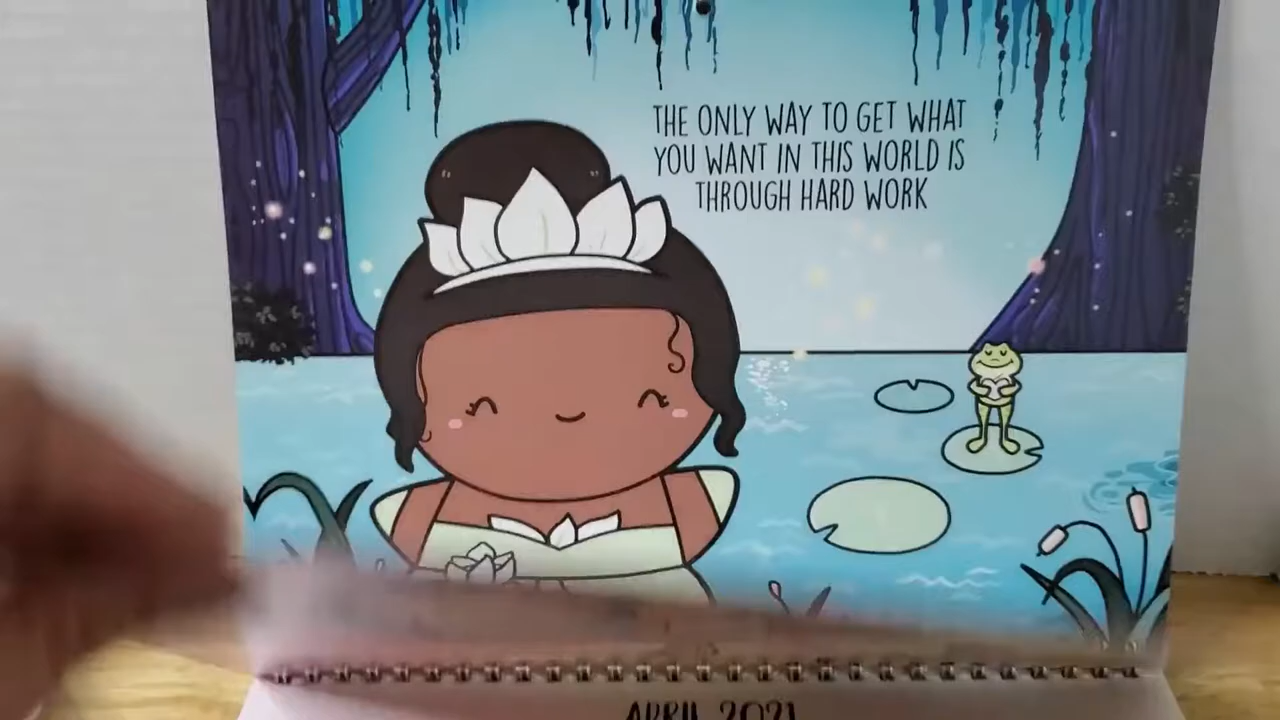 THE ONLY WAY TO GET WHAT
YOU WANT IN THIS WORLD IS
THROUGH HARD WORK
APRIL 2021